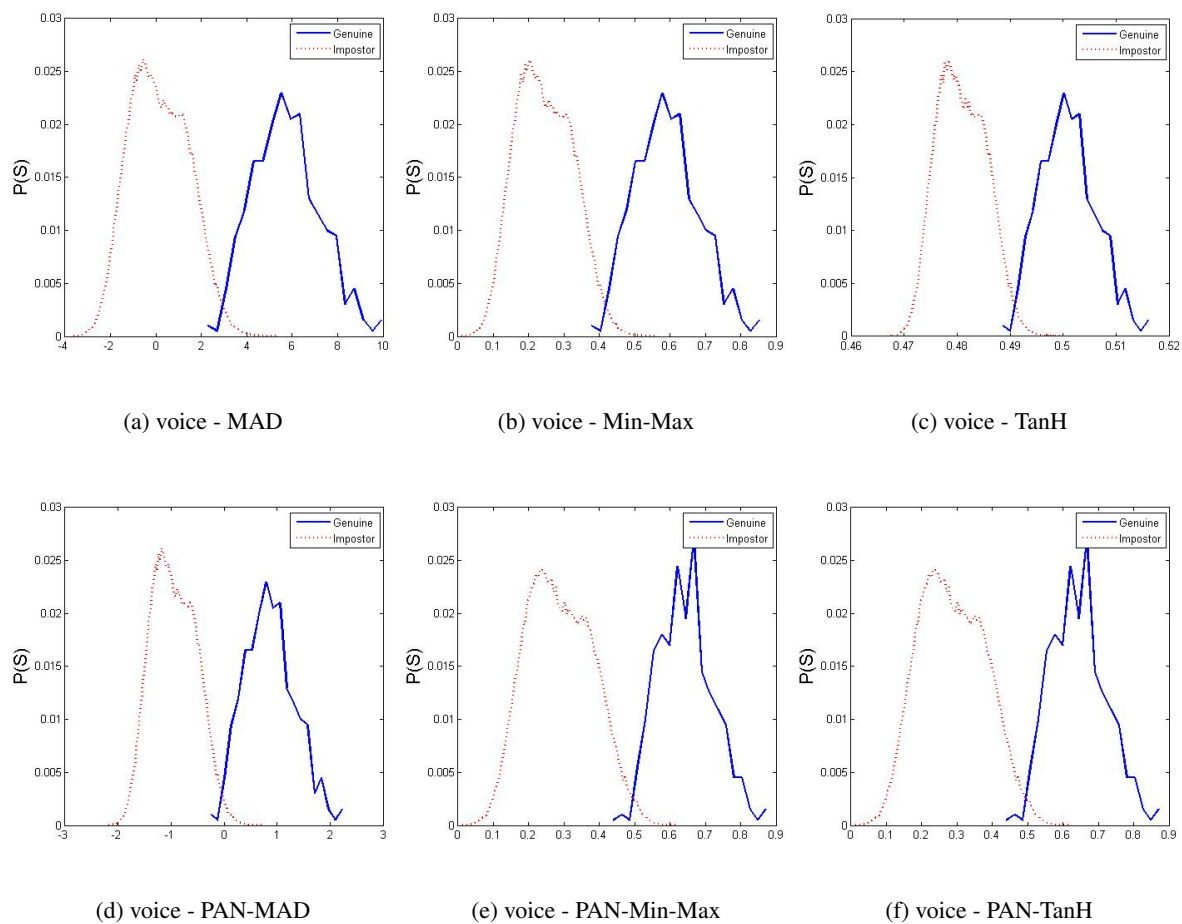 0.03
0.025
0.02
0.015
0.01
0.005
0
P(S)
-4 -2 0 2 4 6 8 10
Genuine
Impostor
(a) voice - MAD
0.03
0.025
0.02
0.015
0.01
0.005
0
P(S)
0 0.1 0.2 0.3 0.4 0.5 0.6 0.7 0.8 0.9
Genuine
Impostor
(b) voice - Min-Max
0.03
0.025
0.02
0.015
0.01
0.005
0
P(S)
0.46 0.47 0.48 0.49 0.5 0.51 0.52
Genuine
Impostor
(c) voice - TanH
0.03
0.025
0.02
0.015
0.01
0.005
0
P(S)
-3 -2 -1 0 1 2 3
Genuine
Impostor
(d) voice - PAN-MAD
0.03
0.025
0.02
0.015
0.01
0.005
0
P(S)
0 0.1 0.2 0.3 0.4 0.5 0.6 0.7 0.8 0.9
Genuine
Impostor
(e) voice - PAN-Min-Max
0.03
0.025
0.02
0.015
0.01
0.005
0
P(S)
0 0.1 0.2 0.3 0.4 0.5 0.6 0.7 0.8 0.9
Genuine
Impostor
(f) voice - PAN-TanH